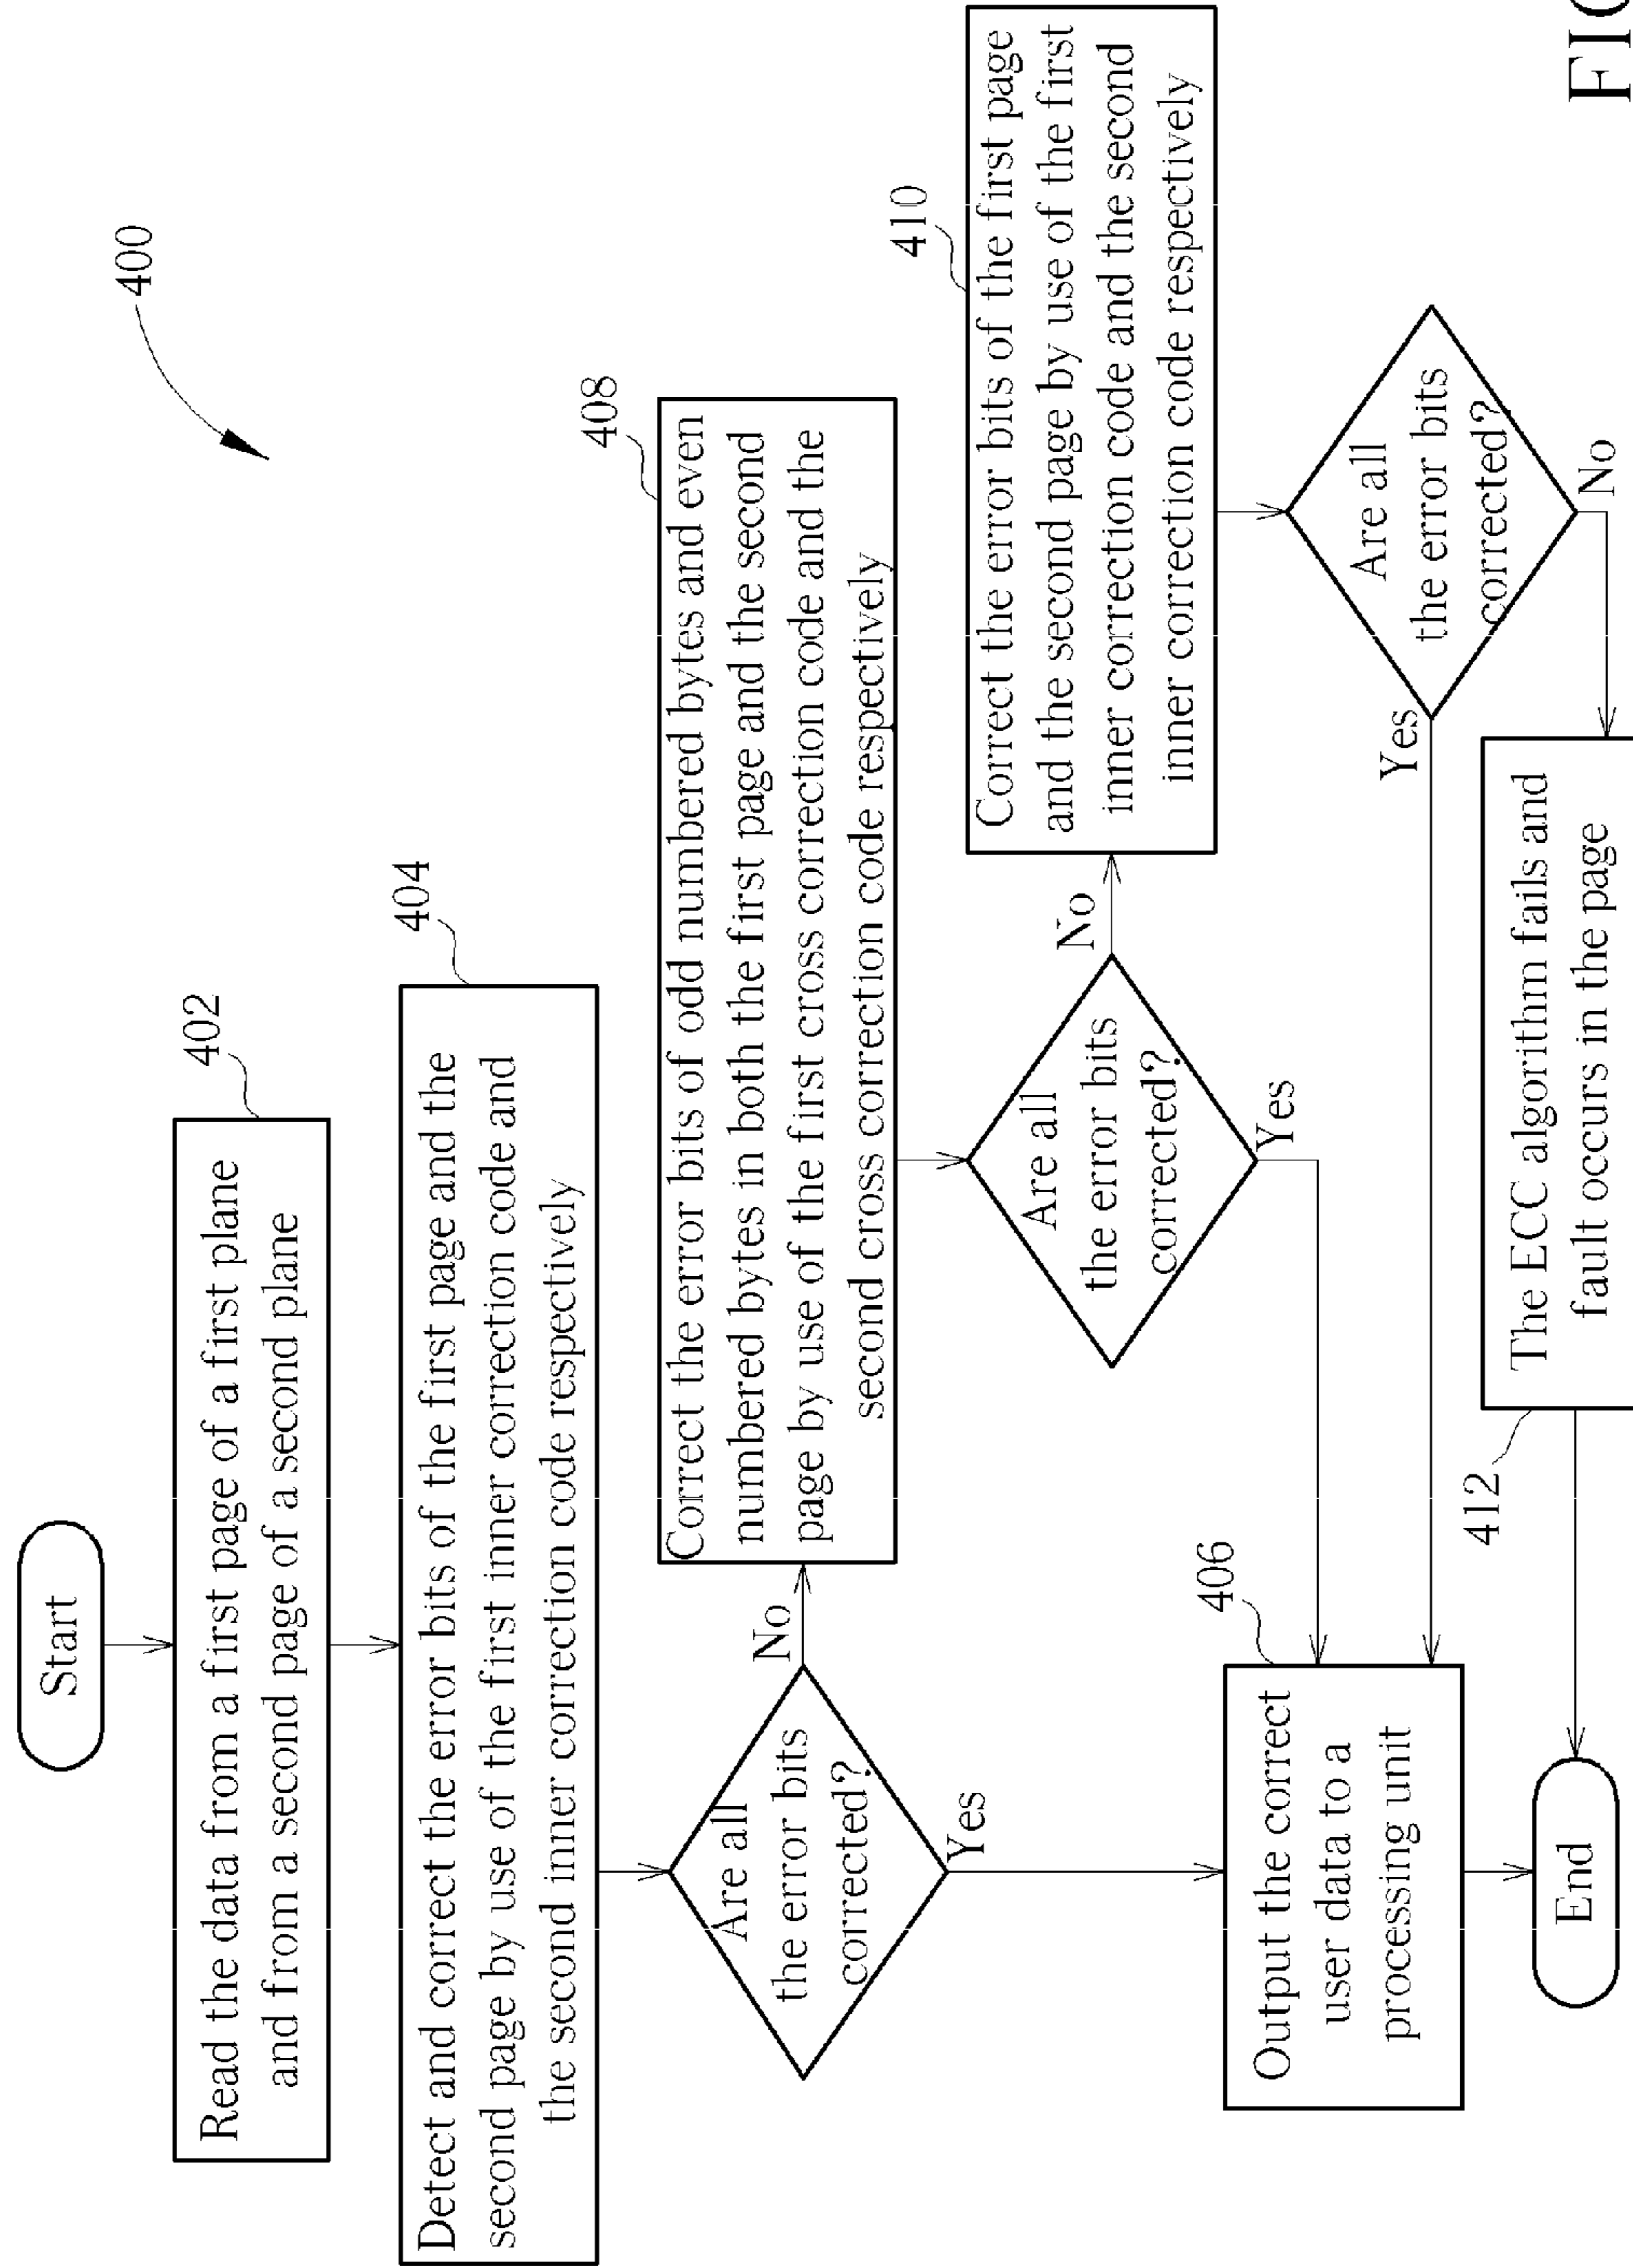 400
Start
402
Read the data from a first page of a first plane
and from a second page of a second plane
404
Detect and correct the error bits of the first page and the
second page by use of the first inner correction code and
the second inner correction code respectively
Are all
the error bits
corrected?
No
Yes
408
Correct the error bits of odd numbered bytes and even
numbered bytes in both the first page and the second
page by use of the first cross correction code and the
second cross correction code respectively
Are all
the error bits
corrected?
No
Yes
410
Correct the error bits of the first page
and the second page by use of the first
inner correction code and the second
inner correction code respectively
Are all
the error bits
corrected?
Yes
No
406
Output the correct
user data to a
processing unit
412
The ECC algorithm fails and
fault occurs in the page
End